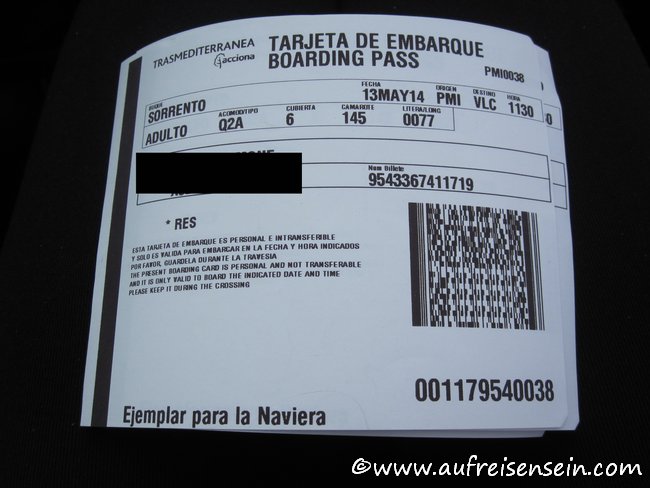 TRASMEDITERRANEA
acciona
TARJETA DE EMBARQUE
BOARDING PASS
PMI0038
BUQUE FECHA ORIGEN DESTINO HORA
SORRENTO 13MAY14 PMI VLC 1130
ACOMOD/TIPO CUBIERTA CAMAROTE LITERA/LONG
ADULTO Q2A 6 145 0077
Num Billete
9543367411719
* RES
ESTA TARJETA DE EMBARQUE ES PERSONAL E INTRANSFERIBLE
Y SOLO ES VALIDA PARA EMBARCAR EN LA FECHA Y HORA INDICADOS
POR FAVOR, GUARDELA DURANTE LA TRAVESIA
THE PRESENT BOARDING CARD IS PERSONAL AND NOT TRANSFERABLE
AND IT IS ONLY VALID TO BOARD THE INDICATED DATE AND TIME
PLEASE KEEP IT DURING THE CROSSING
001179540038
Ejemplar para la Naviera
©www.aufreisensein.com